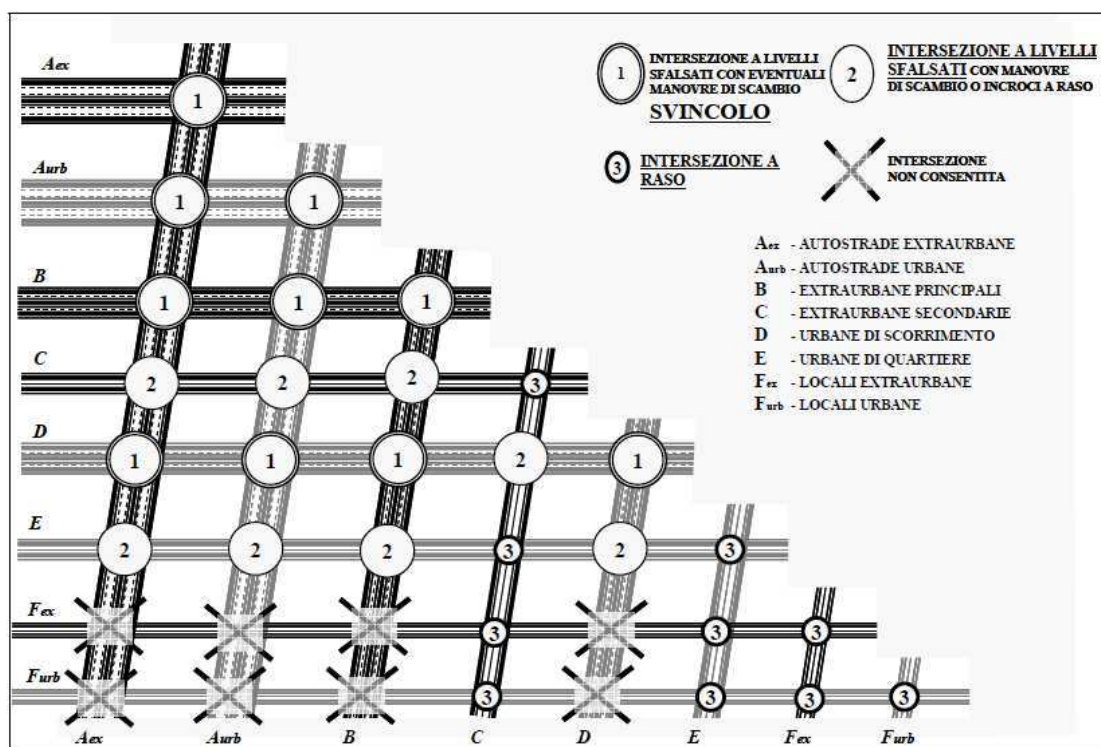 Aex
1
1
INTERSEZIONE A LIVELLI
SFALSATI CON EVENTUALI
MANOVRE DI SCAMBIO
SVINCOLO
2
INTERSEZIONE A LIVELLI
SFALSATI CON MANOVRE
DI SCAMBIO O INCROCI A RASO
3
INTERSEZIONE A
RASO
INTERSEZIONE
NON CONSENTITA
Aurb
1 1
Aex - AUTOSTRADE EXTRAURBANE
Aurb - AUTOSTRADE URBANE
B - EXTRAURBANE PRINCIPALI
C - EXTRAURBANE SECONDARIE
D - URBANE DI SCORRIMENTO
E - URBANE DI QUARTIERE
Fex - LOCALI EXTRAURBANE
Furb - LOCALI URBANE
B
1 1 1
C
2 2 2 3
D
1 1 1 2 1
E
2 2 2 3 2 3
Fex
3 3 3
Furb
3 3 3 3
Aex Aurb B C D E Fex Furb